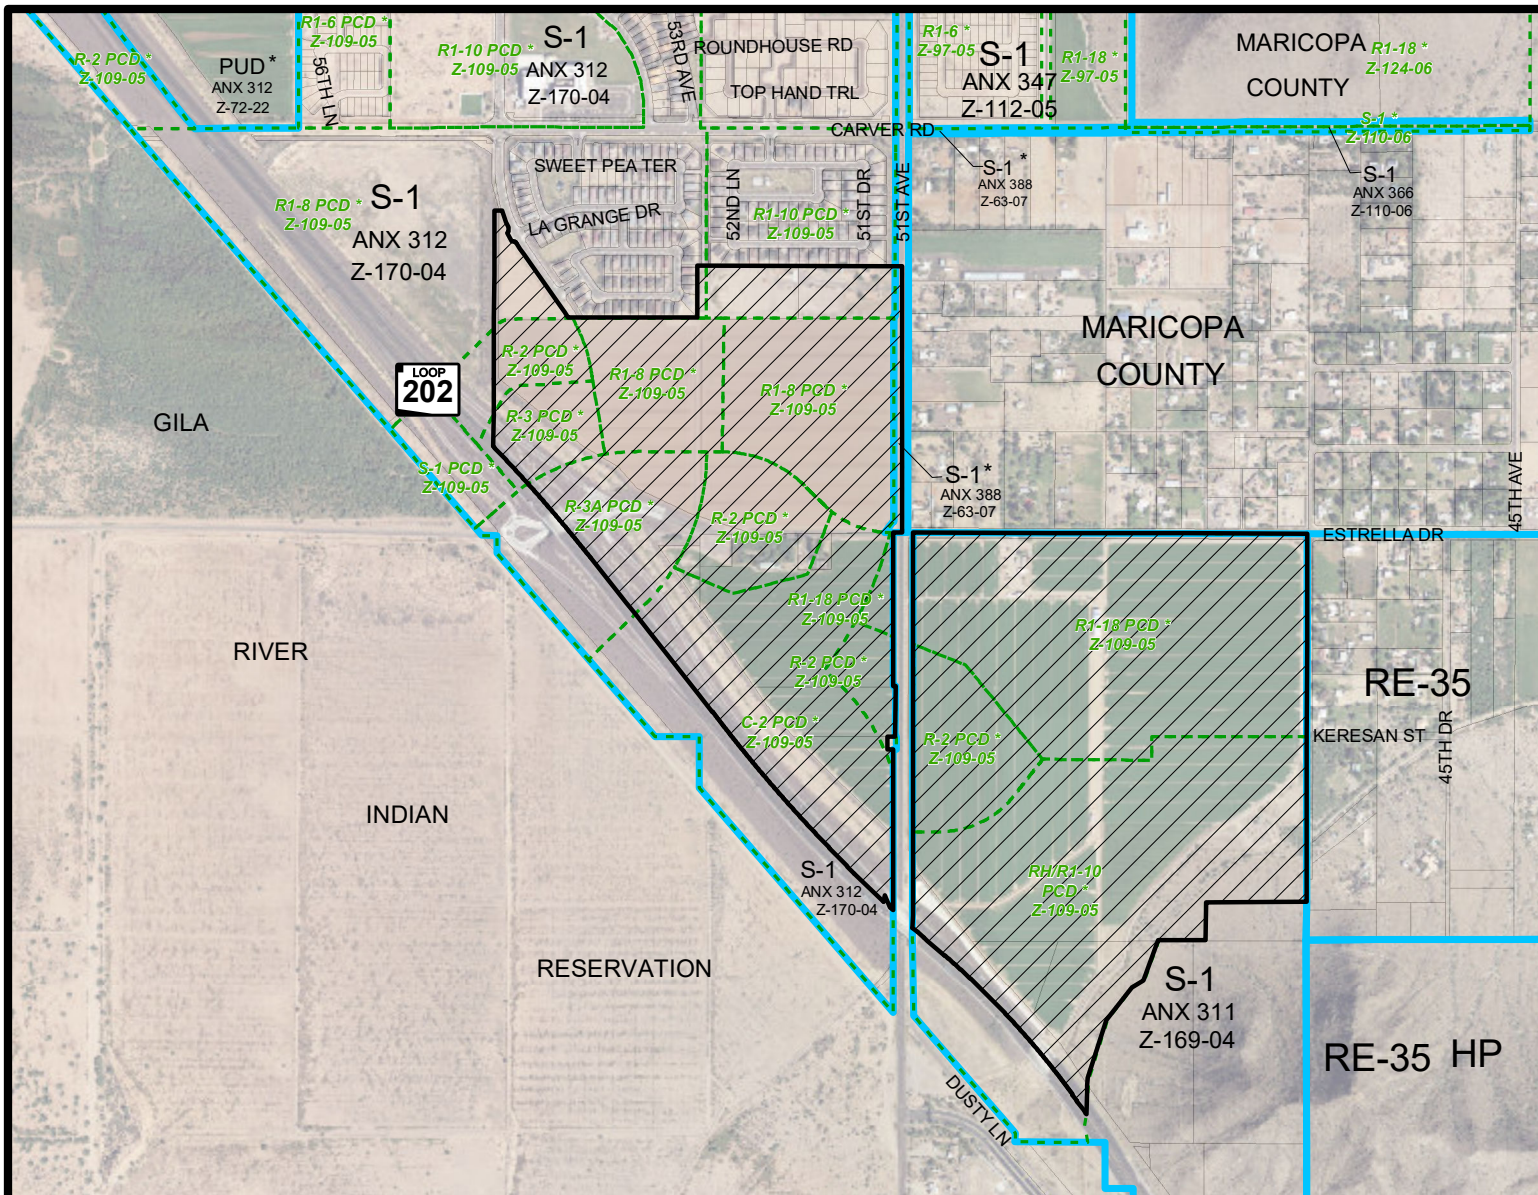 R-2 PCD *
Z-109-05
PUD *
ANX 312
Z-72-22
R1-6 PCD *
Z-109-05
56TH LN
R1-10 PCD *
Z-109-05
S-1
ANX 312
Z-170-04
53RD AVE
ROUNDHOUSE RD
TOP HAND TRL
R1-6 *
Z-97-05
S-1
ANX 347
Z-112-05
R1-18 *
Z-97-05
MARICOPA
COUNTY
R1-18 *
Z-124-06
CARVER RD
S-1 *
Z-110-06
SWEET PEA TER
LA GRANGE DR
52ND LN
R1-10 PCD *
Z-109-05
51ST DR
51ST AVE
S-1 *
ANX 388
Z-63-07
S-1
ANX 366
Z-110-06
R1-8 PCD *
Z-109-05
S-1
ANX 312
Z-170-04
MARICOPA
COUNTY
LOOP
202
GILA
R-2 PCD *
Z-109-05
R1-8 PCD *
Z-109-05
R1-8 PCD *
Z-109-05
R-3 PCD *
Z-109-05
S-1 PCD *
Z-109-05
S-1 *
ANX 388
Z-63-07
45TH AVE
R-3A PCD *
Z-109-05
R-2 PCD *
Z-109-05
ESTRELLA DR
R1-18 PCD *
Z-109-05
R1-18 PCD *
Z-109-05
RIVER
R-2 PCD *
Z-109-05
RE-35
C-2 PCD *
Z-109-05
R-2 PCD *
Z-109-05
KERESAN ST
45TH DR
INDIAN
S-1
ANX 312
Z-170-04
RH/R1-10
PCD *
Z-109-05
RESERVATION
S-1
ANX 311
Z-169-04
RE-35 HP
DUSTY LN